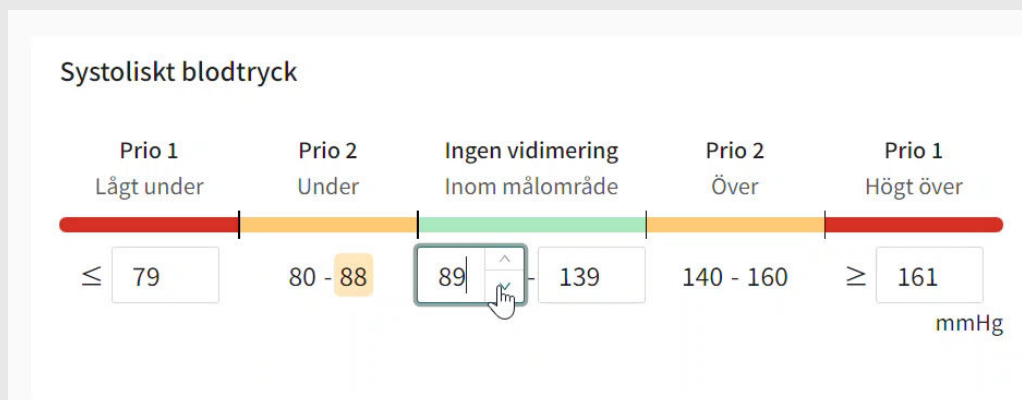 Systoliskt blodtryck
Prio 1 Prio 2 Ingen vidimering Prio 2 Prio 1
Lågt under Under Inom målområde Över Högt över
≤ 79 80 - 88 89 - 139 140 - 160 ≥ 161
mmHg